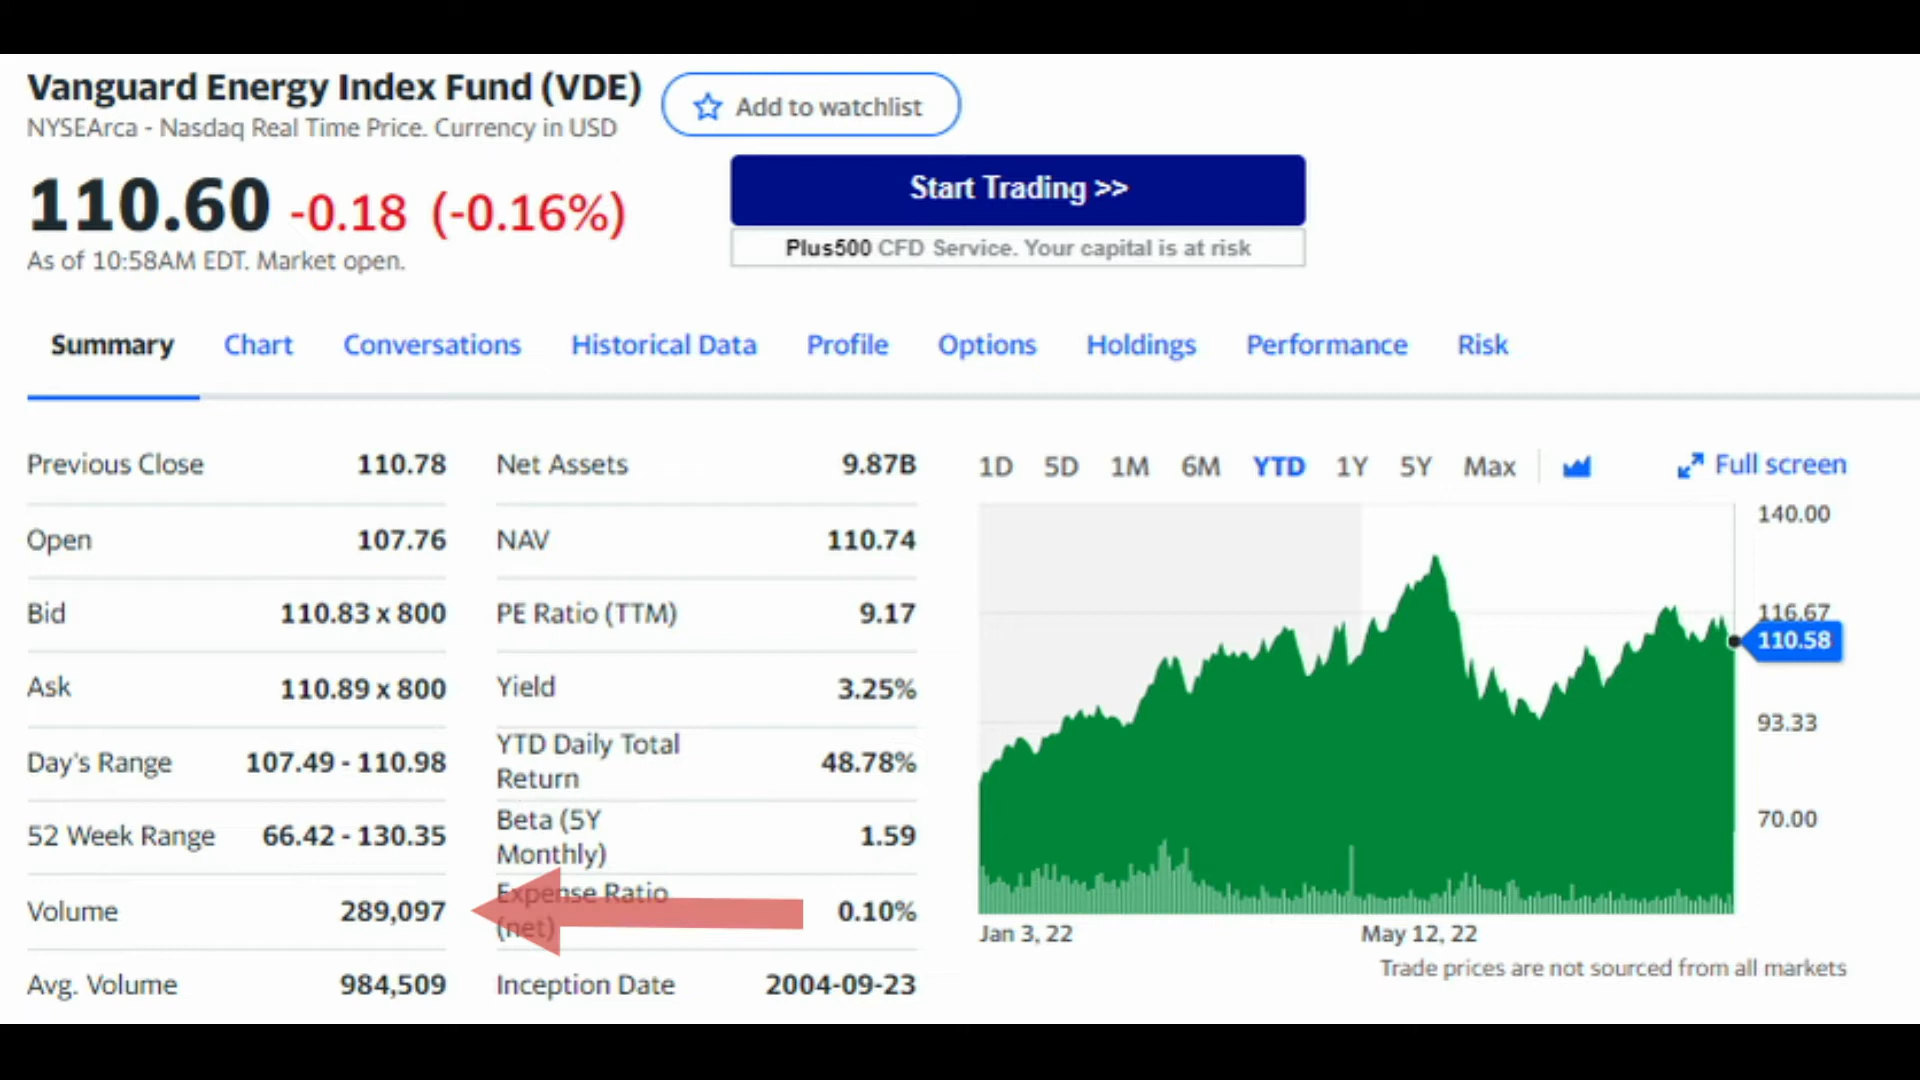 Vanguard Energy Index Fund (VDE)
Add to watchlist
NYSEArca - Nasdaq Real Time Price. Currency in USD
110.60 -0.18 (-0.16%)
As of 10:58AM EDT. Market open.
Start Trading >>
Plus500 CFD Service. Your capital is at risk
Summary Chart Conversations Historical Data Profile Options Holdings Performance Risk
Previous Close 110.78
Open 107.76
Bid 110.83 x 800
Ask 110.89 x 800
Day's Range 107.49 - 110.98
52 Week Range 66.42 - 130.35
Volume 289,097
Avg. Volume 984,509
Net Assets 9.87B
NAV 110.74
PE Ratio (TTM) 9.17
Yield 3.25%
YTD Daily Total
Return 48.78%
Beta (5Y
Monthly) 1.59
Expense Ratio
(net) 0.10%
Inception Date 2004-09-23
1D 5D 1M 6M YTD 1Y 5Y Max Full screen
140.00
116.67
110.58
93.33
70.00
Jan 3, 22 May 12, 22
Trade prices are not sourced from all markets